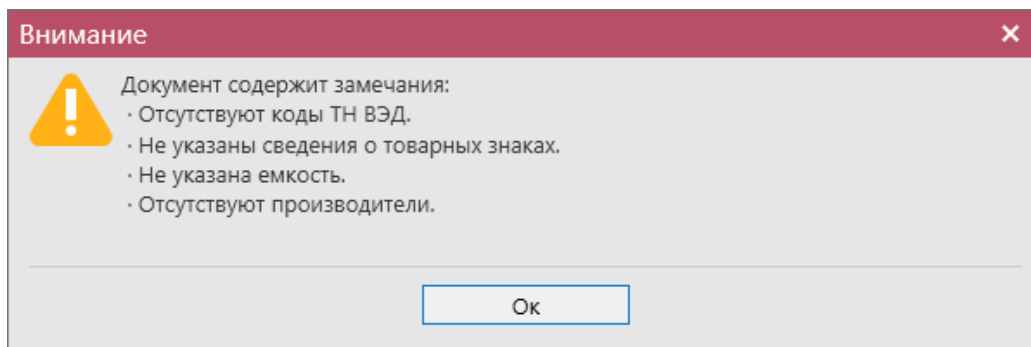 Внимание
Документ содержит замечания:
· Отсутствуют коды ТН ВЭД.
· Не указаны сведения о товарных знаках.
· Не указана емкость.
· Отсутствуют производители.
Ок